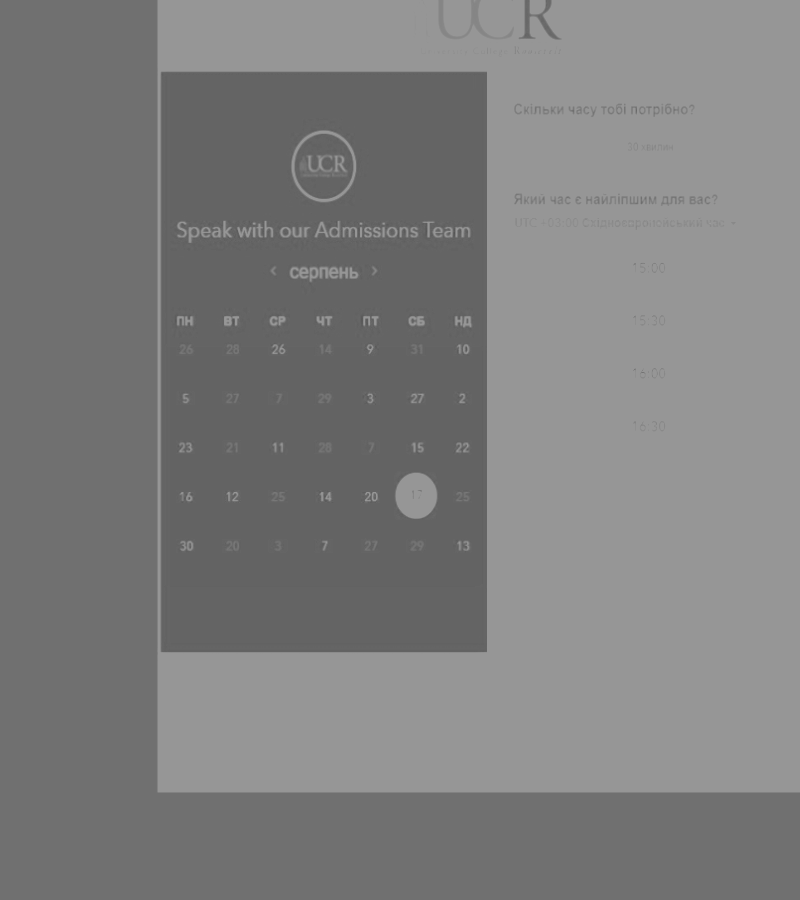 UCR
UCR
Speak with our Admissions Team
‹ серпень ›
ПН ВТ СР ЧТ ПТ СБ НД
26 28 26 14 9 31 10
5 27 7 29 3 27 2
23 21 11 28 7 15 22
16 12 25 14 20 17 25
30 20 3 7 27 29 13
Скільки часу тобі потрібно?
30 хвилин
Який час є найліпшим для вас?
UTC +03:00 Східноєвропейський час
15:00
15:30
16:00
16:30